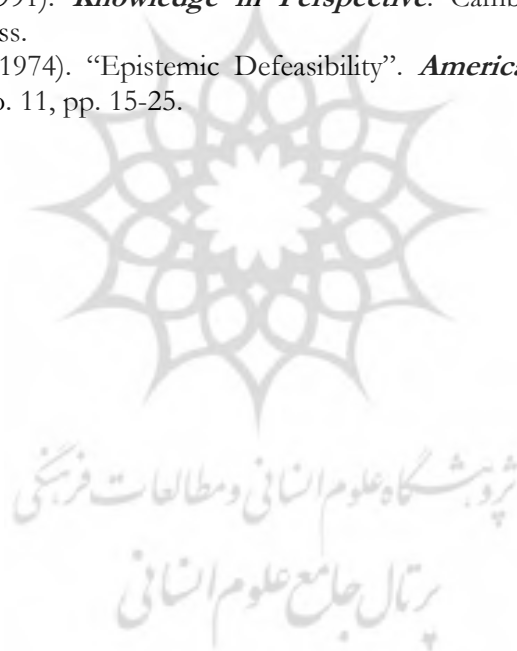 991). Knowledge in Perspective. Camb
ss.
1974). “Epistemic Defeasibility”. America
o. 11, pp. 15-25.
پژوهشگاه علوم انسانی و مطالعات فرهنگی
پرتال جامع علوم انسانی